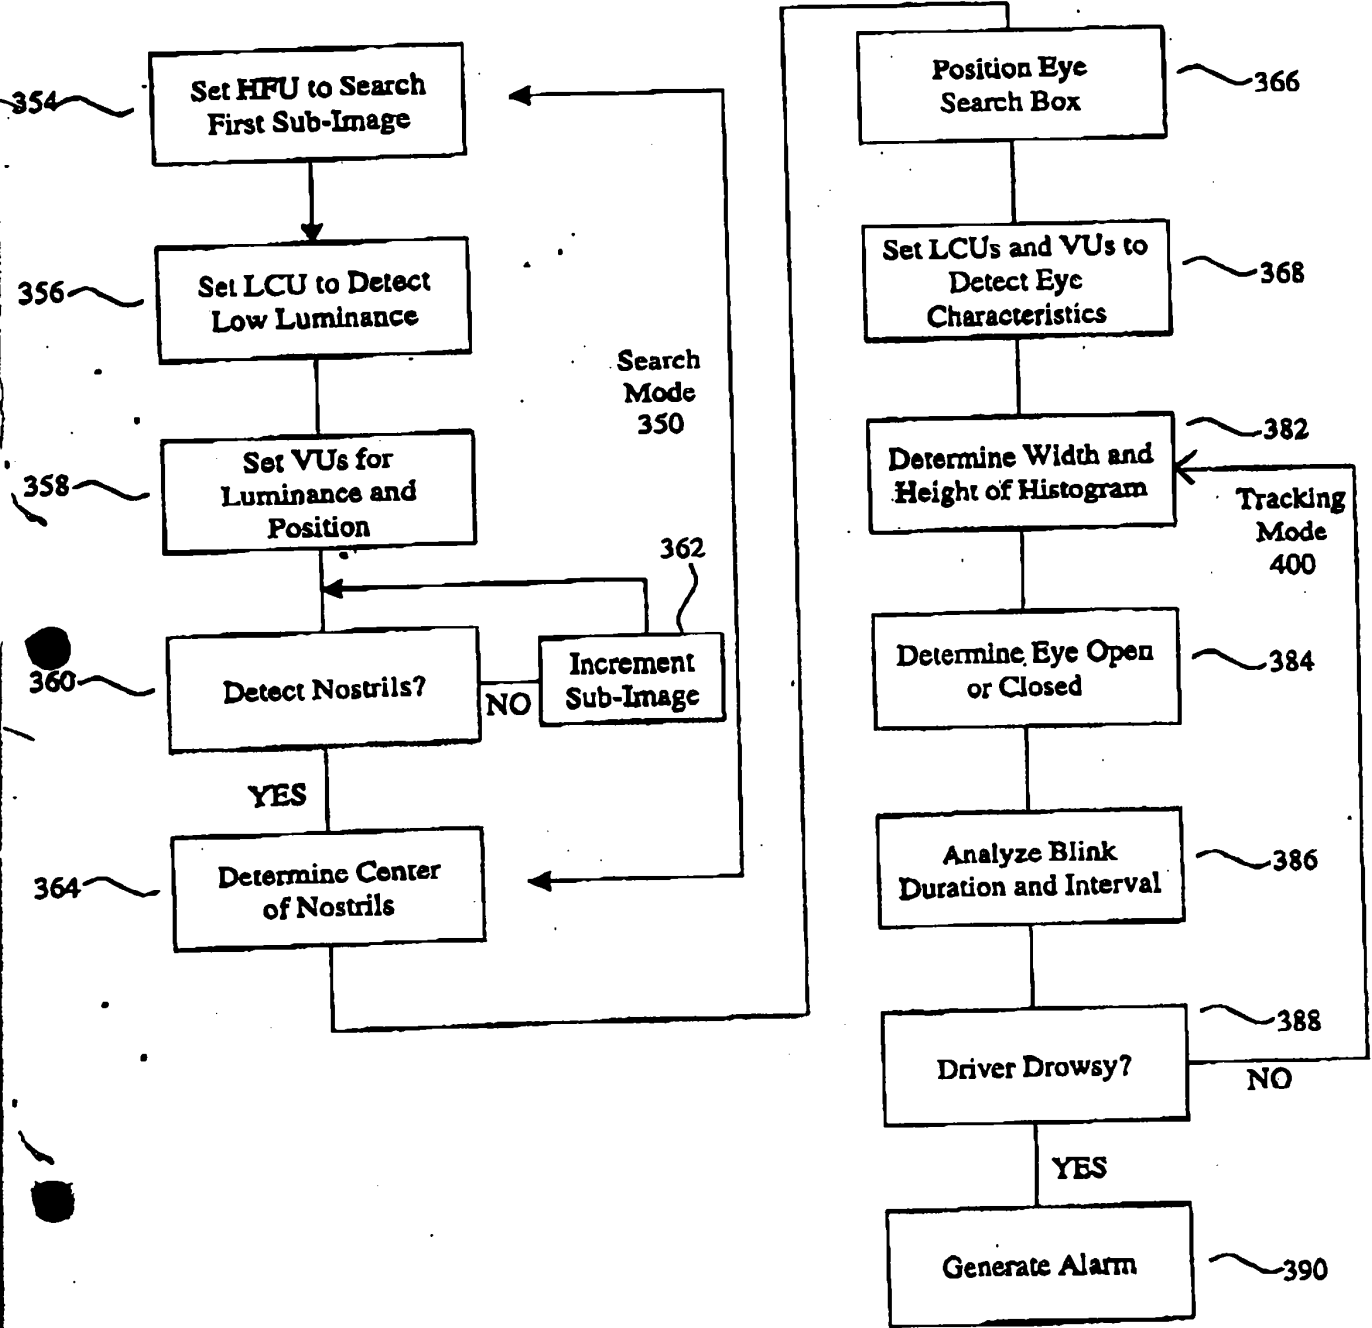 354
Set HFU to Search
First Sub-Image
356
Set LCU to Detect
Low Luminance
358
Set VUs for
Luminance and
Position
Search
Mode
350
362
Increment
Sub-Image
360
Detect Nostrils?
NO
YES
364
Determine Center
of Nostrils
Position Eye
Search Box
366
Set LCUs and VUs to
Detect Eye
Characteristics
368
Determine Width and
Height of Histogram
382
Tracking
Mode
400
Determine Eye Open
or Closed
384
Analyze Blink
Duration and Interval
386
388
Driver Drowsy?
NO
YES
Generate Alarm
390